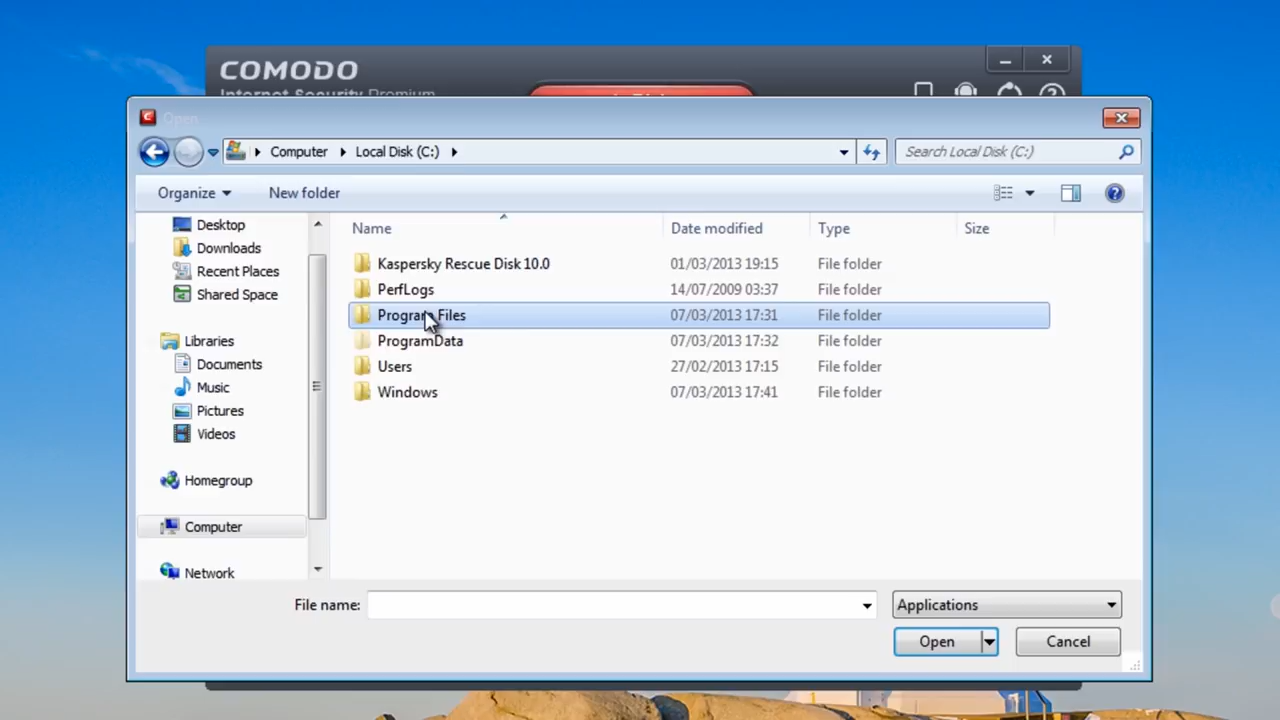 COMODO
Internet Security Premium
Open
Computer Local Disk (C:)
Search Local Disk (C:)
Organize New folder
Name Date modified Type Size
Desktop
Downloads
Recent Places
Shared Space
Libraries
Documents
Music
Pictures
Videos
Homegroup
Computer
Network
Kaspersky Rescue Disk 10.0 01/03/2013 19:15 File folder
PerfLogs 14/07/2009 03:37 File folder
Program Files 07/03/2013 17:31 File folder
ProgramData 07/03/2013 17:32 File folder
Users 27/02/2013 17:15 File folder
Windows 07/03/2013 17:41 File folder
File name: Applications
Open Cancel